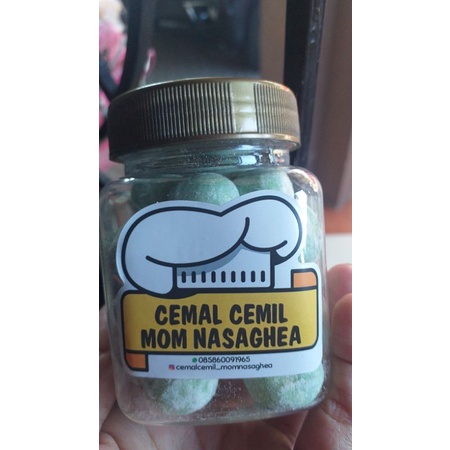 CEMAL CEMIL
MOM NASAGHEA
085860091965
cemalcemil_momnasaghea